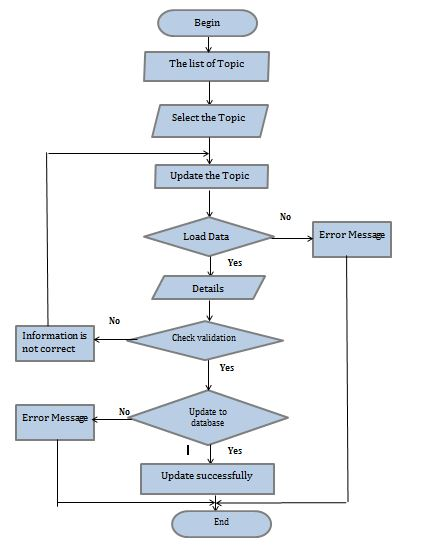 Begin
The list of Topic
Select the Topic
Update the Topic
No
Load Data
Error Message
Yes
Details
No
Information is
not correct
Check validation
Yes
Error Message
No
Update to
database
Yes
Update successfully
End